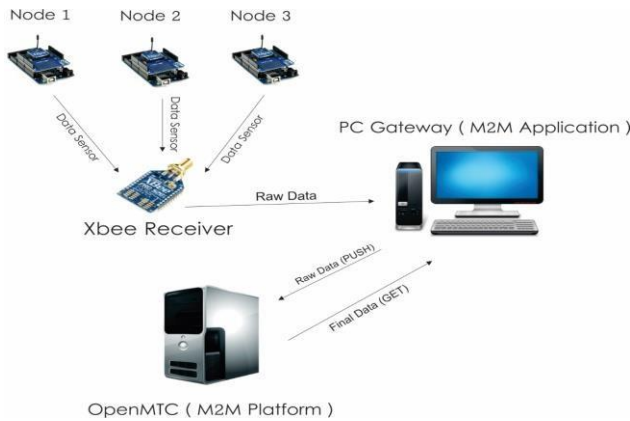 Node 1
Node 2
Node 3
Data Sensor
Data Sensor
Data Sensor
PC Gateway ( M2M Application )
Raw Data
Xbee Receiver
Raw Data (PUSH)
Final Data (GET)
OpenMTC ( M2M Platform )